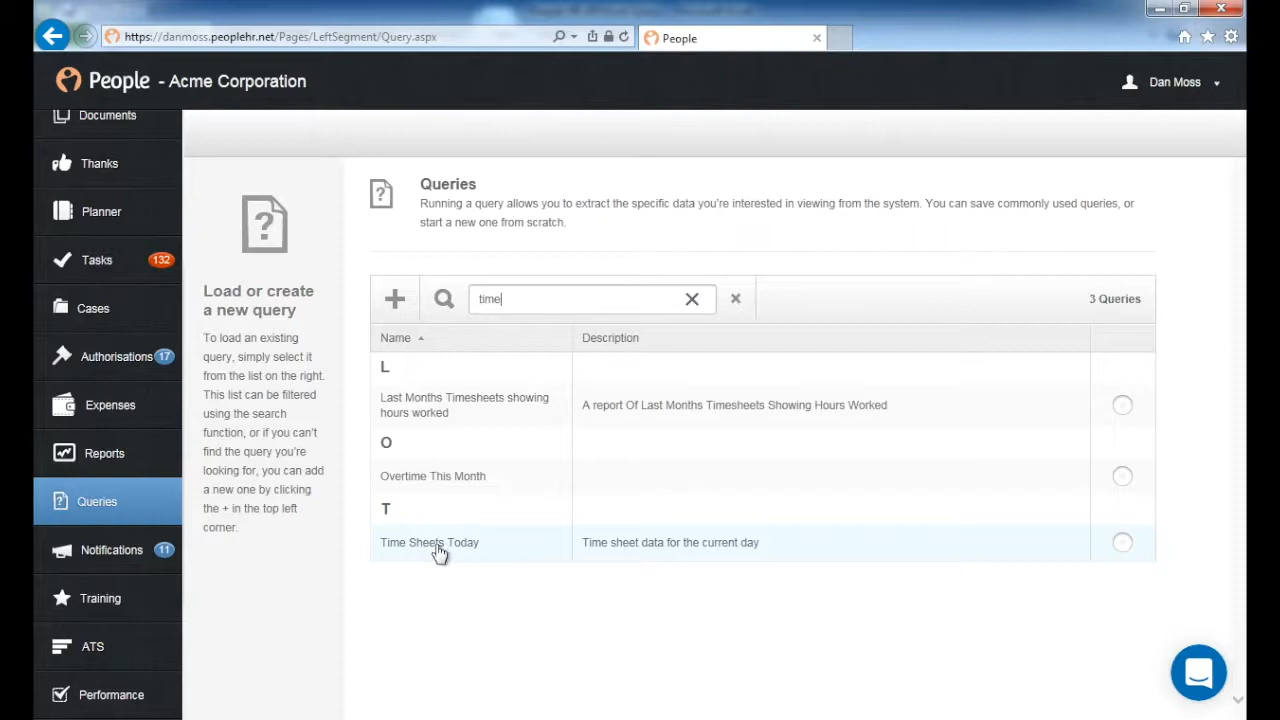 https://danmoss.peoplehr.net/Pages/LeftSegment/Query.aspx
People
People - Acme Corporation
Dan Moss
Documents
Thanks
Planner
Tasks 132
Cases
Authorisations 17
Expenses
Reports
Queries
Notifications 11
Training
ATS
Performance
Load or create
a new query
To load an existing
query, simply select it
from the list on the right.
This list can be filtered
using the search
function, or if you can't
find the query you're
looking for, you can add
a new one by clicking
the + in the top left
corner.
Queries
Running a query allows you to extract the specific data you're interested in viewing from the system. You can save commonly used queries, or
start a new one from scratch.
time
3 Queries
Name Description
L
Last Months Timesheets showing
hours worked
A report Of Last Months Timesheets Showing Hours Worked
O
Overtime This Month
T
Time Sheets Today Time sheet data for the current day